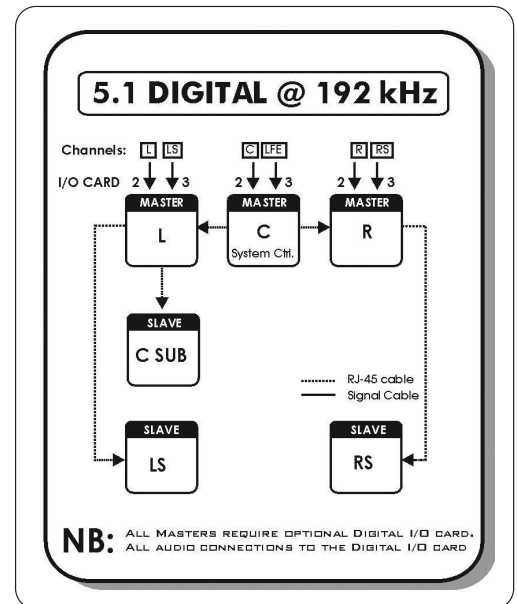 5.1 DIGITAL @ 192 kHz
Channels: L LS C LFE R RS
I/O CARD 2 3 2 3 2 3
MASTER MASTER MASTER
L C R
System Ctrl.
SLAVE
C SUB
RJ-45 cable
Signal Cable
SLAVE SLAVE
LS RS
NB: ALL MASTERS REQUIRE OPTIONAL DIGITAL I/O CARD.
ALL AUDIO CONNECTIONS TO THE DIGITAL I/O CARD